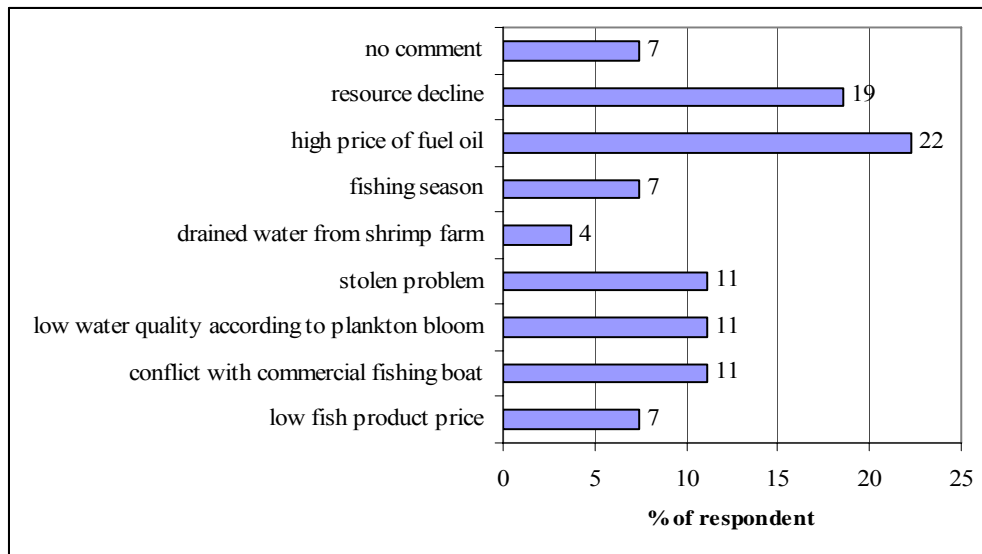 no comment 7
resource decline 19
high price of fuel oil 22
fishing season 7
drained water from shrimp farm 4
stolen problem 11
low water quality according to plankton bloom 11
conflict with commercial fishing boat 11
low fish product price 7
0 5 10 15 20 25
% of respondent